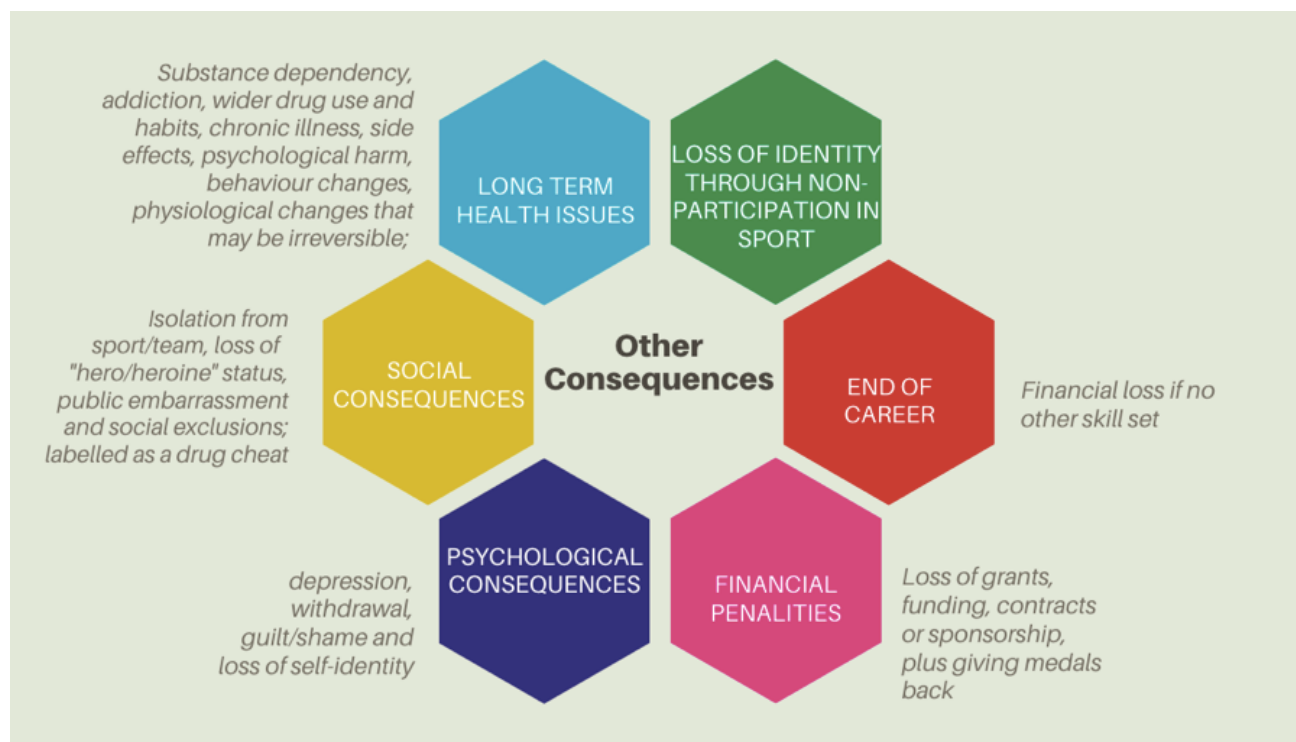 Substance dependency,
addiction, wider drug use and
habits, chronic illness, side
effects, psychological harm,
behaviour changes,
physiological changes that
may be irreversible;
LONG TERM
HEALTH ISSUES
LOSS OF IDENTITY
THROUGH NON-
PARTICIPATION IN
SPORT
Isolation from
sport/team, loss of
"hero/heroine" status,
public embarrassment
and social exclusions;
labelled as a drug cheat
SOCIAL
CONSEQUENCES
Other
Consequences
END OF
CAREER
Financial loss if no
other skill set
depression,
withdrawal,
guilt/shame and
loss of self-identity
PSYCHOLOGICAL
CONSEQUENCES
FINANCIAL
PENALITIES
Loss of grants,
funding, contracts
or sponsorship,
plus giving medals
back